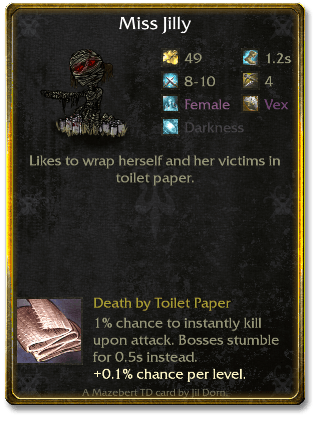 Miss Jilly
49 1.2s
8-10 4
Female Vex
Darkness
Likes to wrap herself and her victims in
toilet paper.
Death by Toilet Paper
1% chance to instantly kill
upon attack. Bosses stumble
for 0.5s instead.
+0.1% chance per level.
A Mazebert TD card by Jil Dorn.